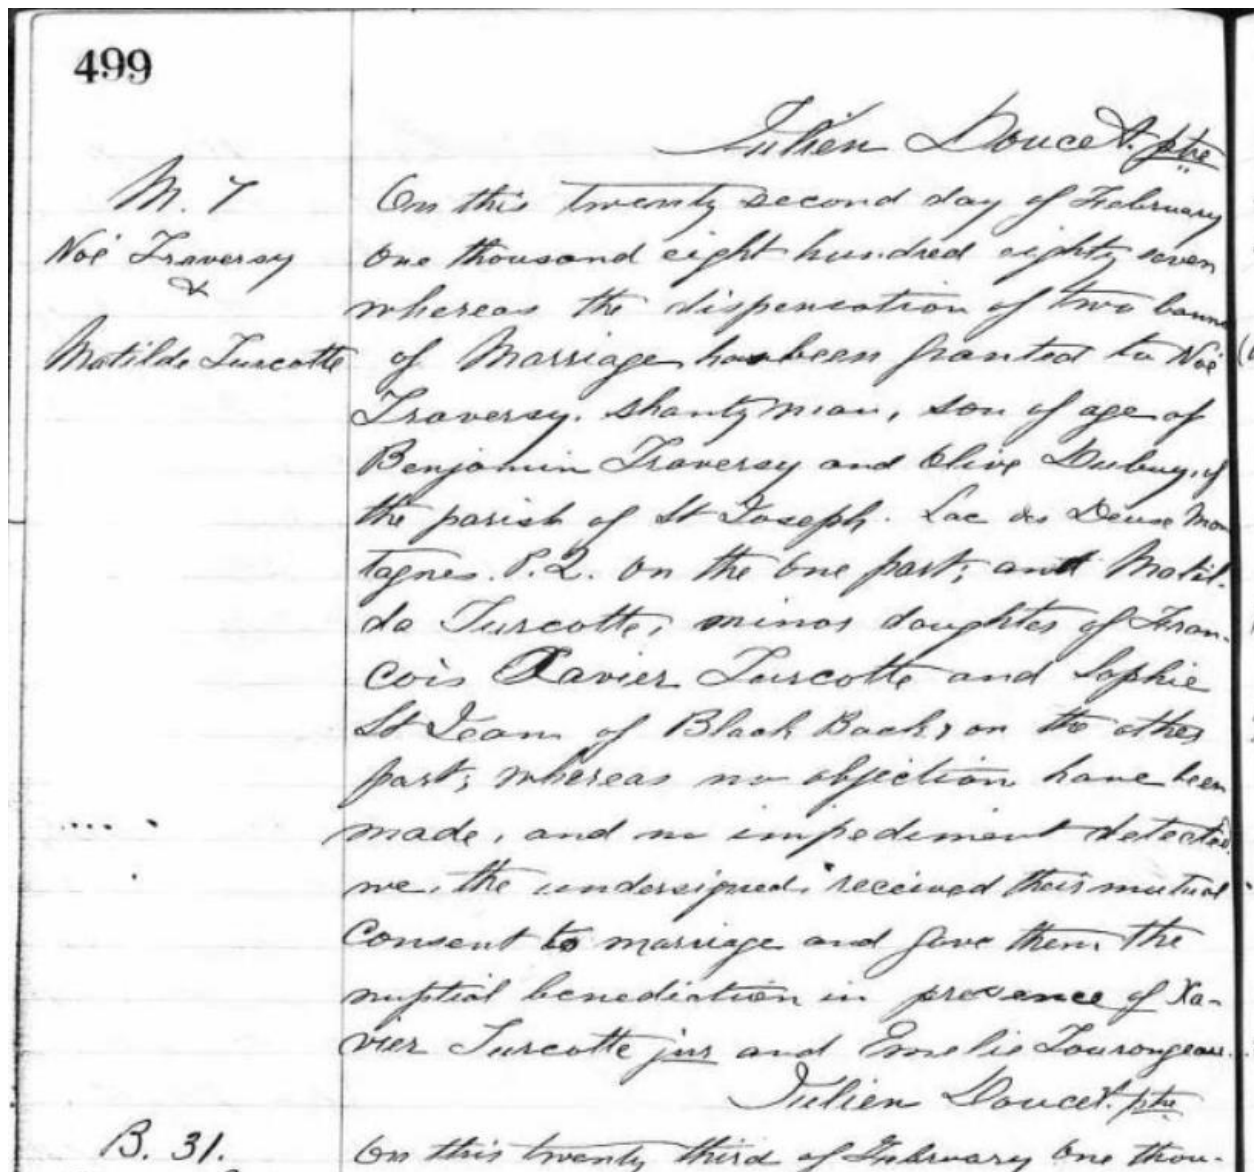 499
Julien Doucet. ptre
M. 7
Noé Traversy
&
Matilde Turcotte
On this twenty second day of February
one thousand eight hundred eighty seven
whereas the dispensation of two banns
of Marriage has been granted to Noé
Traversy. Shantyman, son of age of
Benjamin Traversy and Olive Dubuy, of
the parish of St Joseph. Lac des Deux Mon
tagnes. P.Q. on the one part; and Matil-
da Turcotte, minor daughter of Fran-
cois Xavier Turcotte and Sophie
St Jean of Black Back, on the other
part; whereas no objection have been
made, and no impediment detected
we, the undersigned, received their mutual
Consent to marriage and gave them the
nuptial benediction in presence of Xa-
vier Turcotte jnr and Emelie Tourongeau.
Julien Doucet. ptre
B. 31.
On this twenty third of February One thou-